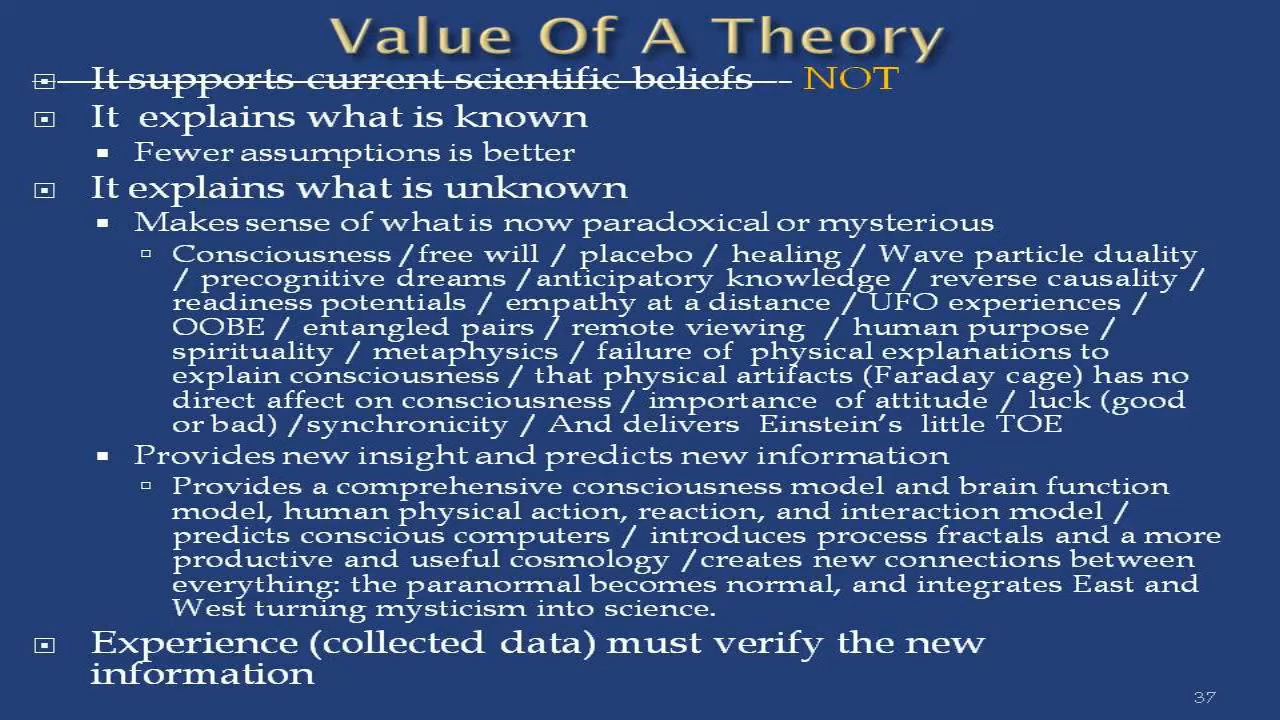 Value Of A Theory
It supports current scientific beliefs -- NOT
It explains what is known
Fewer assumptions is better
It explains what is unknown
Makes sense of what is now paradoxical or mysterious
Consciousness /free will / placebo / healing / Wave particle duality
/ precognitive dreams /anticipatory knowledge / reverse causality /
readiness potentials / empathy at a distance / UFO experiences /
OOBE / entangled pairs / remote viewing / human purpose /
spirituality / metaphysics / failure of physical explanations to
explain consciousness / that physical artifacts (Faraday cage) has no
direct affect on consciousness / importance of attitude / luck (good
or bad) /synchronicity / And delivers Einstein's little TOE
Provides new insight and predicts new information
Provides a comprehensive consciousness model and brain function
model, human physical action, reaction, and interaction model /
predicts conscious computers / introduces process fractals and a more
productive and useful cosmology /creates new connections between
everything: the paranormal becomes normal, and integrates East and
West turning mysticism into science.
Experience (collected data) must verify the new
information
37